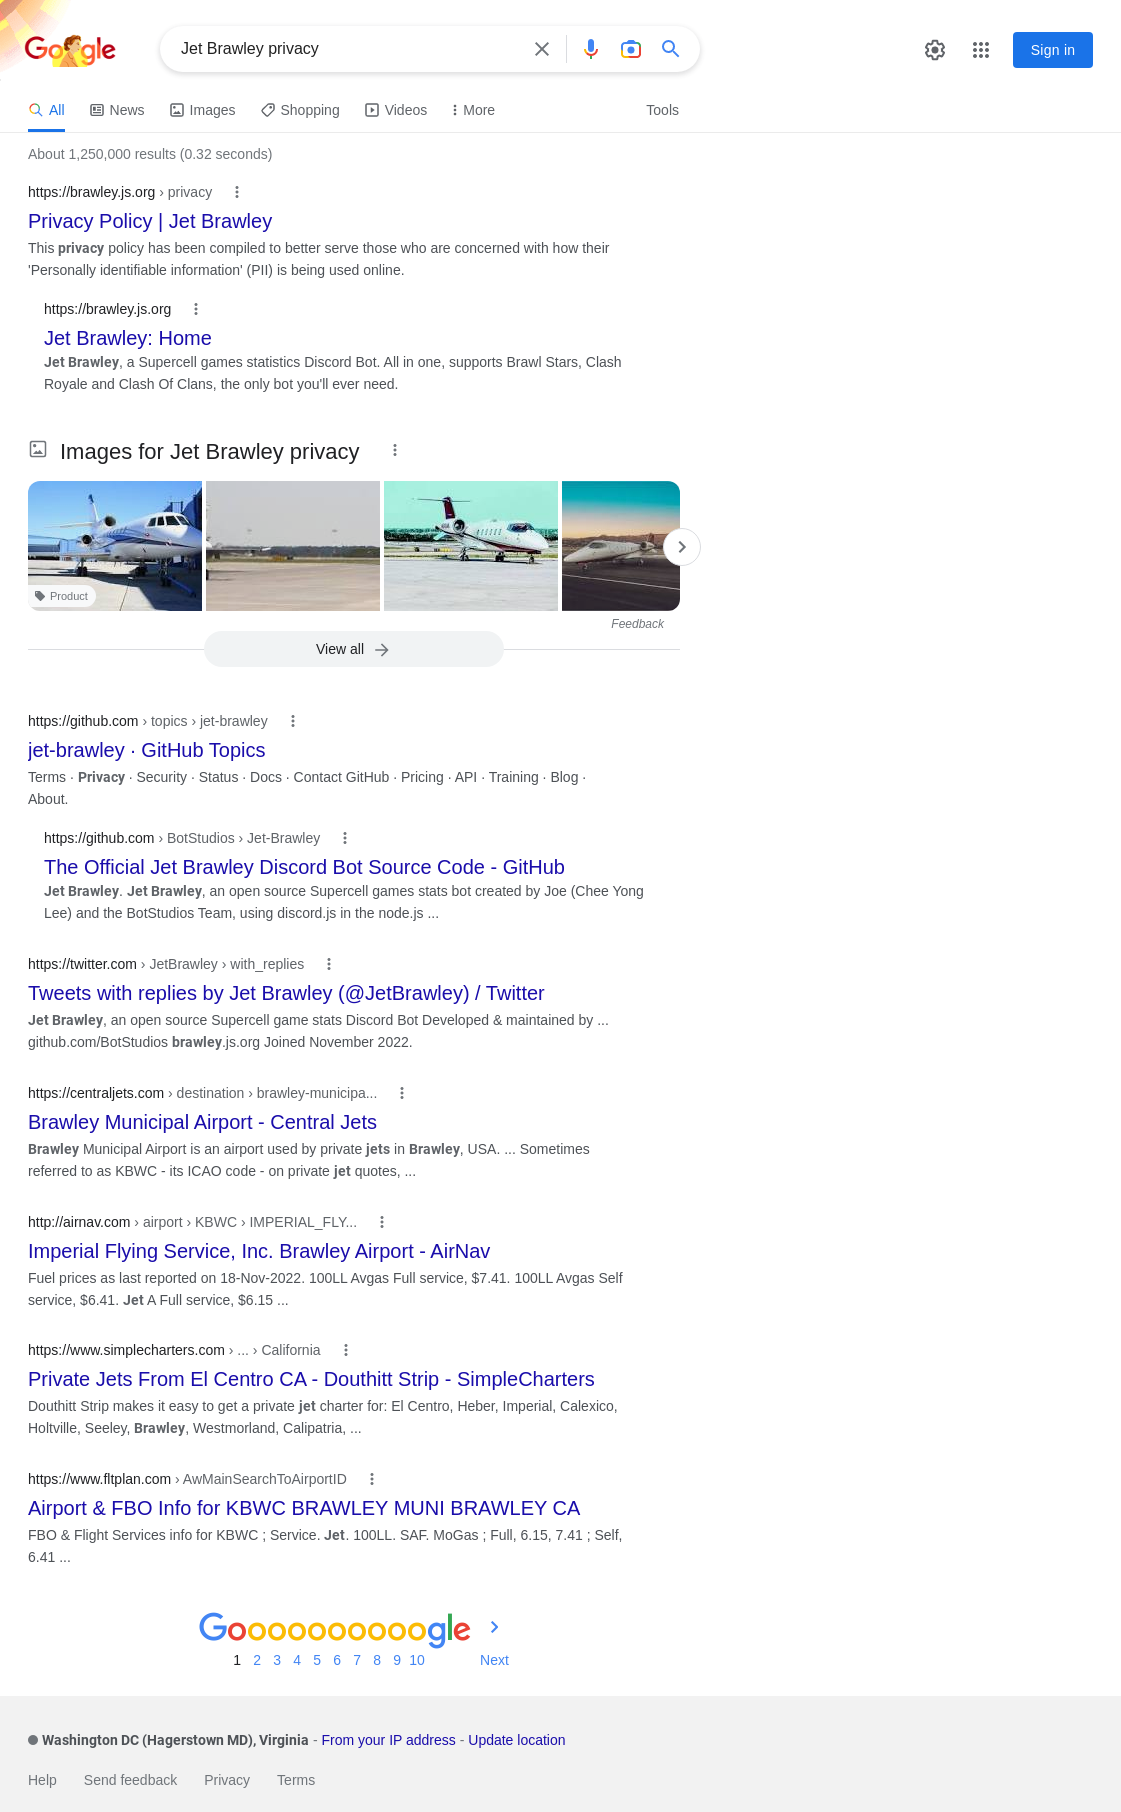 Google
Jet Brawley privacy
Sign in
All News Images Shopping Videos More Tools
About 1,250,000 results (0.32 seconds)
https://brawley.js.org › privacy
Privacy Policy | Jet Brawley
This privacy policy has been compiled to better serve those who are concerned with how their
'Personally identifiable information' (PII) is being used online.
https://brawley.js.org
Jet Brawley: Home
Jet Brawley, a Supercell games statistics Discord Bot. All in one, supports Brawl Stars, Clash
Royale and Clash Of Clans, the only bot you'll ever need.
Images for Jet Brawley privacy
Product
Feedback
View all
https://github.com › topics › jet-brawley
jet-brawley · GitHub Topics
Terms · Privacy · Security · Status · Docs · Contact GitHub · Pricing · API · Training · Blog ·
About.
https://github.com › BotStudios › Jet-Brawley
The Official Jet Brawley Discord Bot Source Code - GitHub
Jet Brawley. Jet Brawley, an open source Supercell games stats bot created by Joe (Chee Yong
Lee) and the BotStudios Team, using discord.js in the node.js ...
https://twitter.com › JetBrawley › with_replies
Tweets with replies by Jet Brawley (@JetBrawley) / Twitter
Jet Brawley, an open source Supercell game stats Discord Bot Developed & maintained by ...
github.com/BotStudios brawley.js.org Joined November 2022.
https://centraljets.com › destination › brawley-municipa...
Brawley Municipal Airport - Central Jets
Brawley Municipal Airport is an airport used by private jets in Brawley, USA. ... Sometimes
referred to as KBWC - its ICAO code - on private jet quotes, ...
http://airnav.com › airport › KBWC › IMPERIAL_FLY...
Imperial Flying Service, Inc. Brawley Airport - AirNav
Fuel prices as last reported on 18-Nov-2022. 100LL Avgas Full service, $7.41. 100LL Avgas Self
service, $6.41. Jet A Full service, $6.15 ...
https://www.simplecharters.com › ... › California
Private Jets From El Centro CA - Douthitt Strip - SimpleCharters
Douthitt Strip makes it easy to get a private jet charter for: El Centro, Heber, Imperial, Calexico,
Holtville, Seeley, Brawley, Westmorland, Calipatria, ...
https://www.fltplan.com › AwMainSearchToAirportID
Airport & FBO Info for KBWC BRAWLEY MUNI BRAWLEY CA
FBO & Flight Services info for KBWC ; Service. Jet. 100LL. SAF. MoGas ; Full, 6.15, 7.41 ; Self,
6.41 ...
Goooooooooogle
1 2 3 4 5 6 7 8 9 10 Next
Washington DC (Hagerstown MD), Virginia - From your IP address - Update location
Help Send feedback Privacy Terms